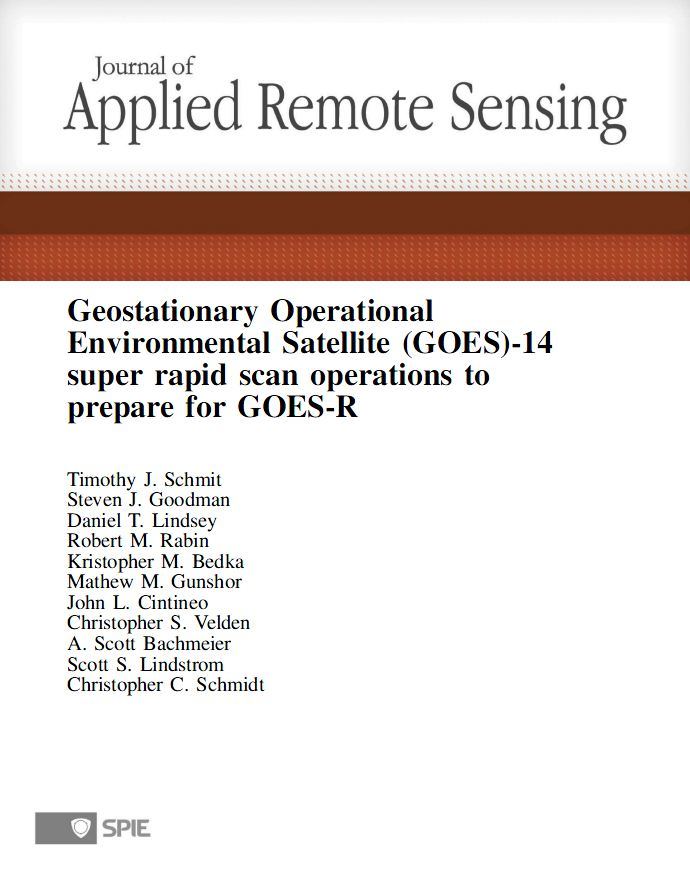 Journal of
Applied Remote Sensing
Geostationary Operational
Environmental Satellite (GOES)-14
super rapid scan operations to
prepare for GOES-R
Timothy J. Schmit
Steven J. Goodman
Daniel T. Lindsey
Robert M. Rabin
Kristopher M. Bedka
Mathew M. Gunshor
John L. Cintineo
Christopher S. Velden
A. Scott Bachmeier
Scott S. Lindstrom
Christopher C. Schmidt
SPIE